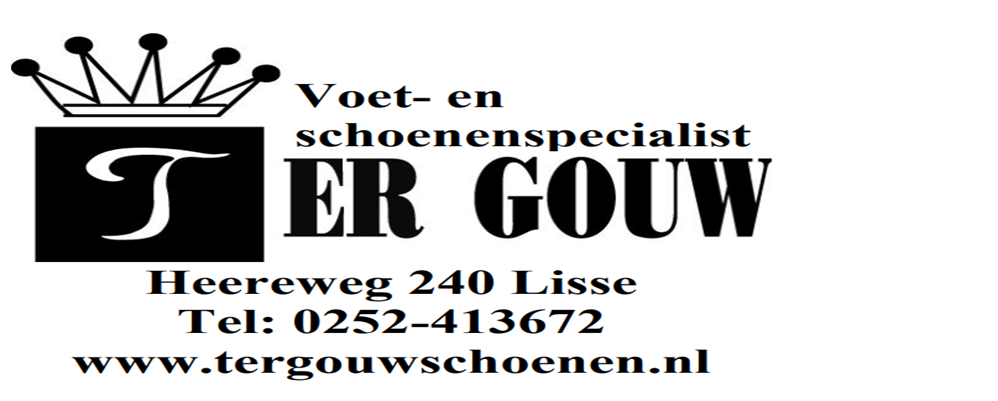 Voet- en
schoenenspecialist
TER GOUW
Heereweg 240 Lisse
Tel: 0252-413672
www.tergouwschoenen.nl